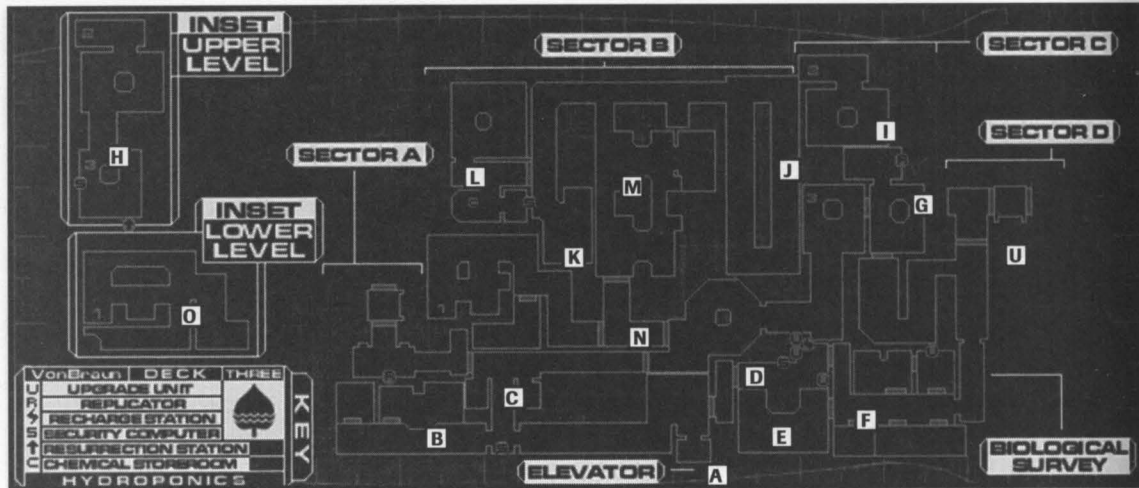 INSET
UPPER
LEVEL
SECTOR B
SECTOR C
SECTOR D
SECTOR A
INSET
LOWER
LEVEL
H
I
L
M
J
G
K
U
O
N
D
C
B
F
E
A
VonBraun DECK THREE
U UPGRADE UNIT
R REPLICATOR
RECHARGE STATION
S SECURITY COMPUTER
RESURRECTION STATION
C CHEMICAL STOREROOM
HYDROPONICS
KEY
ELEVATOR
BIOLOGICAL
SURVEY